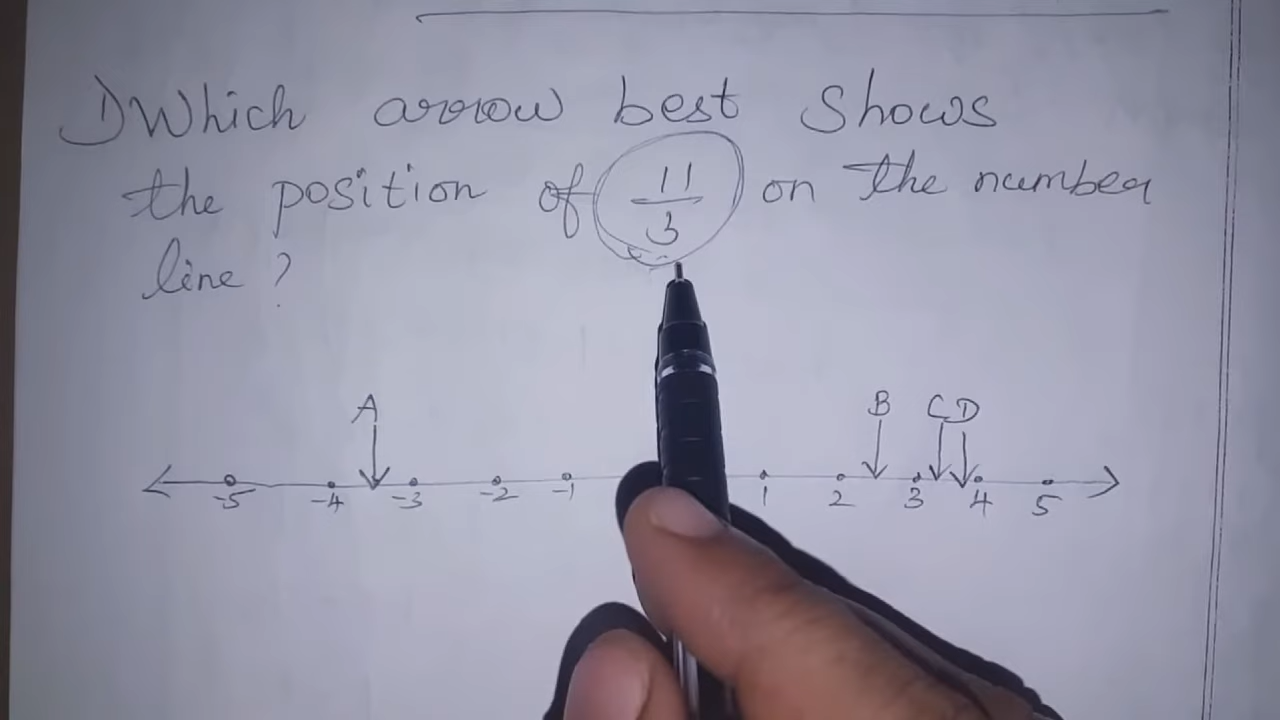 1) Which arrow best shows
the position of 11/3 on the number
line ?
A B C D
-5 -4 -3 -2 -1 1 2 3 4 5